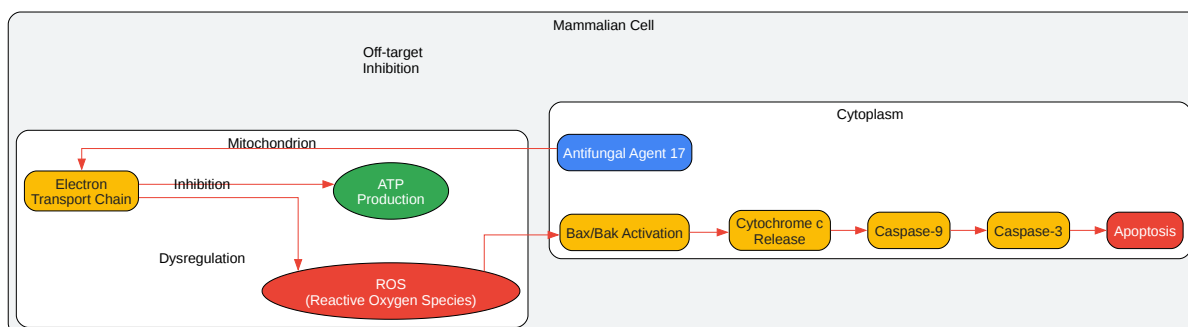 Mammalian Cell
Off-target
Inhibition
Cytoplasm
Mitochondrion
Antifungal Agent 17
Electron
Transport Chain
Inhibition
ATP
Production
Bax/Bak Activation
Cytochrome c
Release
Caspase-9
Caspase-3
Apoptosis
Dysregulation
ROS
(Reactive Oxygen Species)